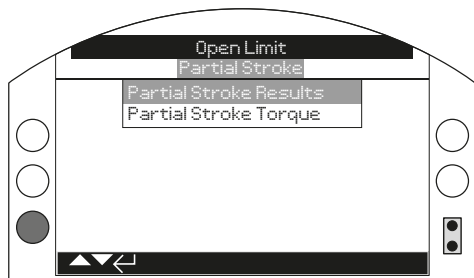 Open Limit
Partial Stroke
Partial Stroke Results
Partial Stroke Torque